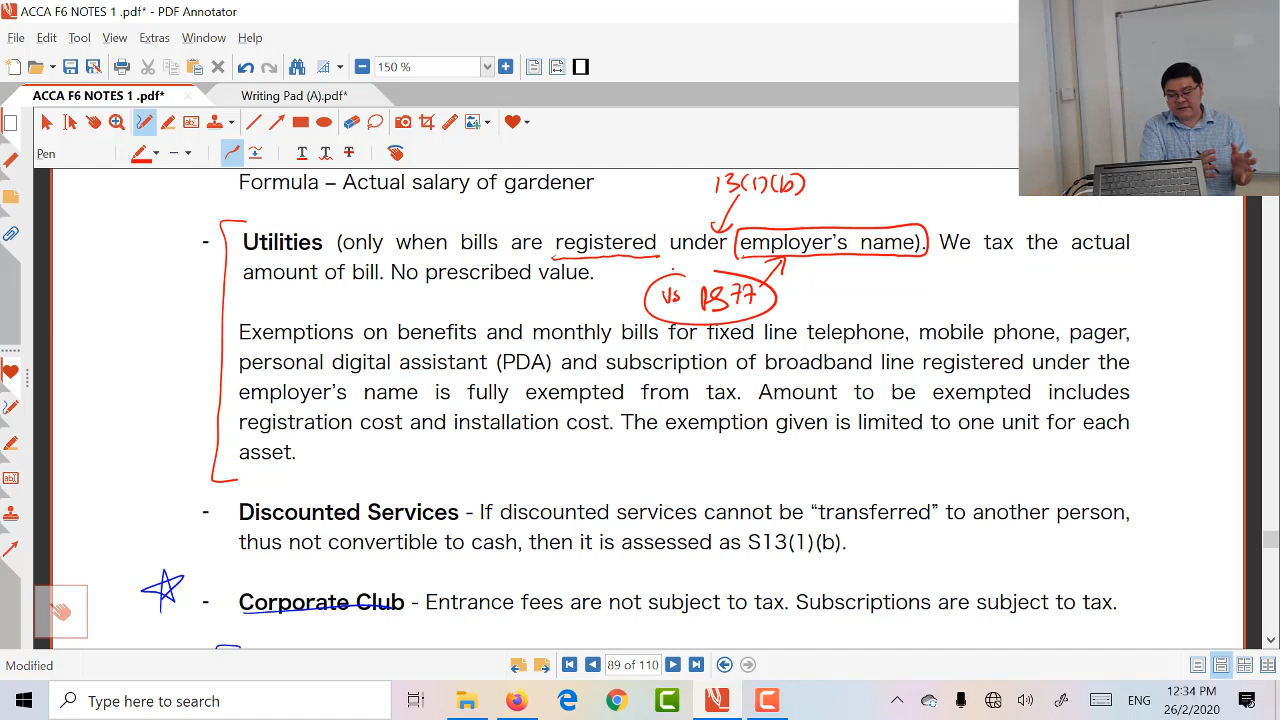 ACCA F6 NOTES 1 .pdf* - PDF Annotator
File Edit Tool View Extras Window Help
150 %
ACCA F6 NOTES 1 .pdf* Writing Pad (A).pdf*
Pen
Formula – Actual salary of gardener
13(1)(b)
- Utilities (only when bills are registered under employer’s name). We tax the actual
amount of bill. No prescribed value.
vs pg 77
Exemptions on benefits and monthly bills for fixed line telephone, mobile phone, pager,
personal digital assistant (PDA) and subscription of broadband line registered under the
employer’s name is fully exempted from tax. Amount to be exempted includes
registration cost and installation cost. The exemption given is limited to one unit for each
asset.
- Discounted Services - If discounted services cannot be “transferred” to another person,
thus not convertible to cash, then it is assessed as S13(1)(b).
- Corporate Club - Entrance fees are not subject to tax. Subscriptions are subject to tax.
Modified 89 of 110
Type here to search ENG 12:34 PM
26/2/2020